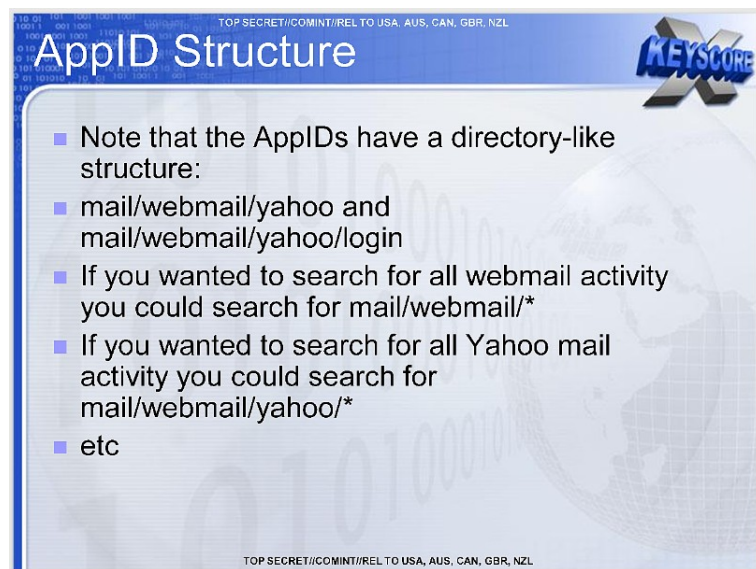 TOP SECRET//COMINT//REL TO USA, AUS, CAN, GBR, NZL
AppID Structure
KEYSCORE
Note that the AppIDs have a directory-like
structure:
mail/webmail/yahoo and
mail/webmail/yahoo/login
If you wanted to search for all webmail activity
you could search for mail/webmail/*
If you wanted to search for all Yahoo mail
activity you could search for
mail/webmail/yahoo/*
etc
TOP SECRET//COMINT//REL TO USA, AUS, CAN, GBR, NZL